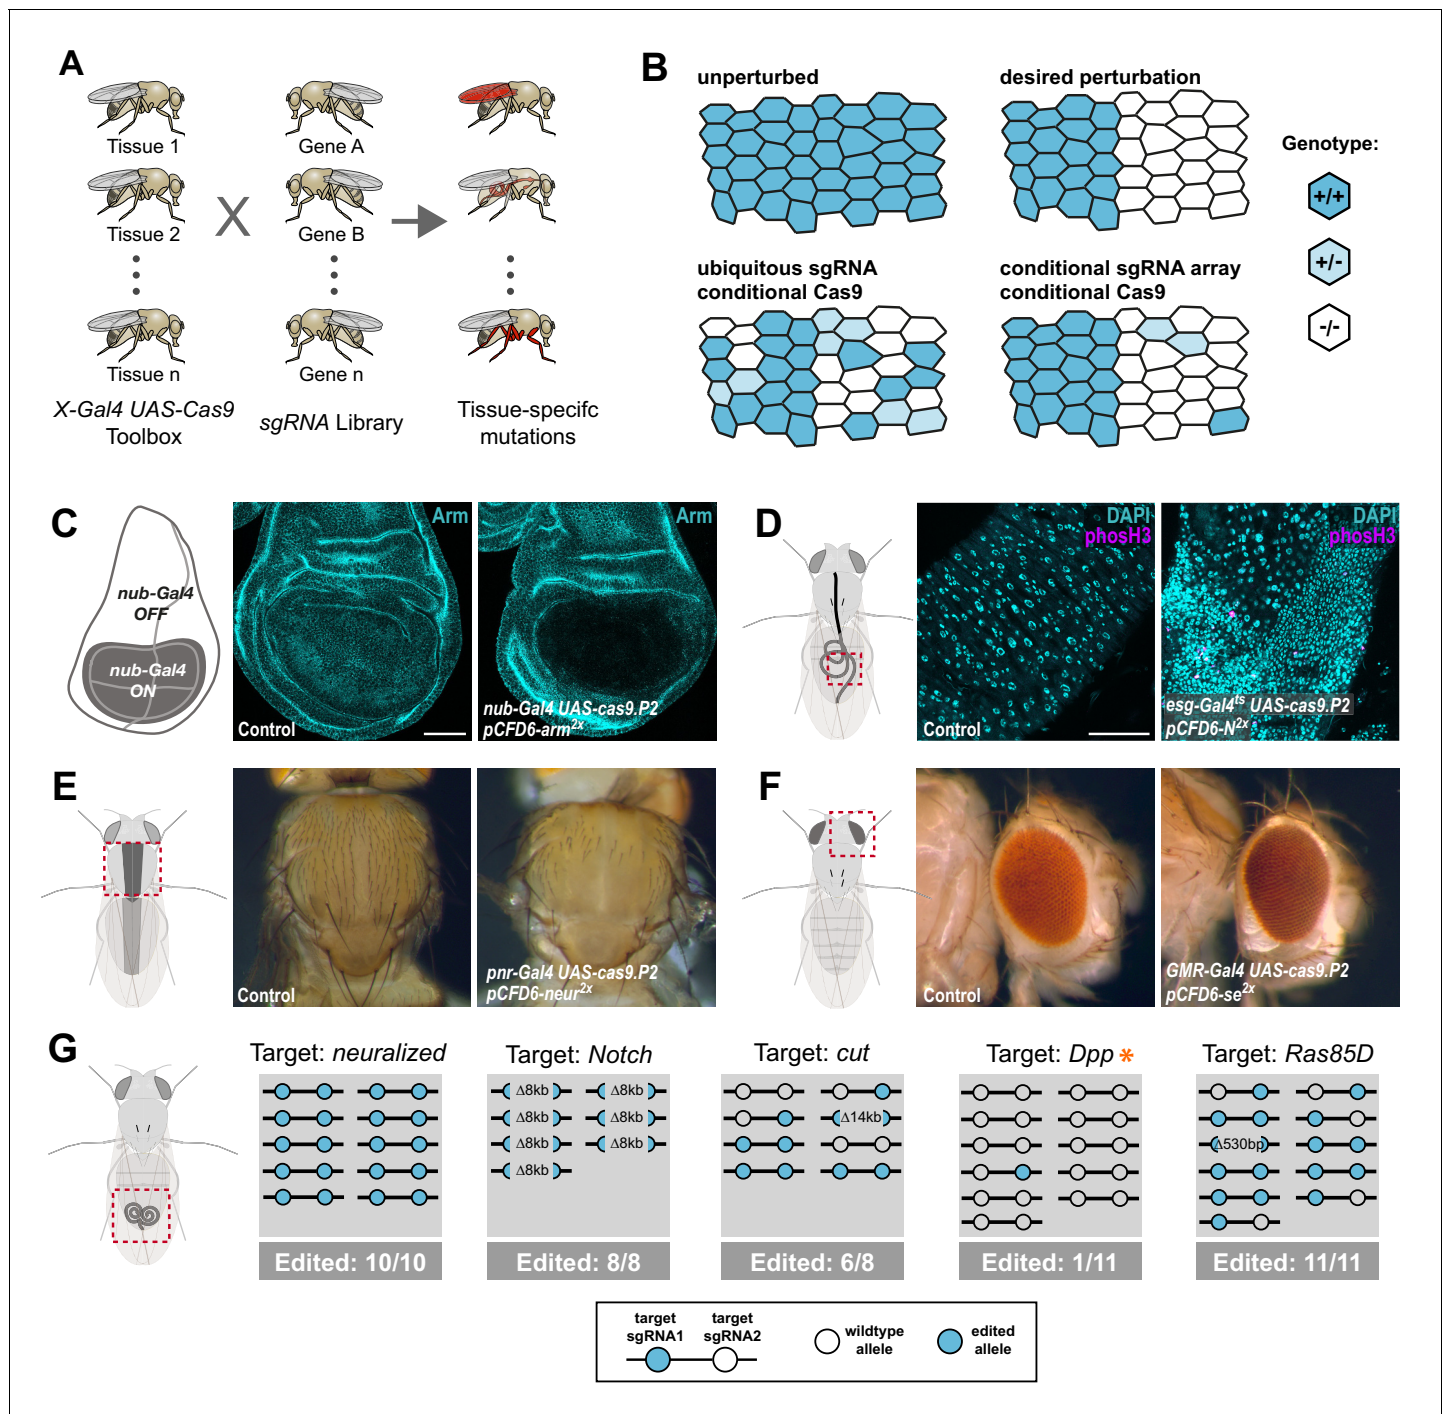 A
Tissue 1
Gene A
Tissue 2
X
Gene B
Tissue n
Gene n
X-Gal4 UAS-Cas9
Toolbox
sgRNA Library
Tissue-specifc
mutations
B
unperturbed
desired perturbation
ubiquitous sgRNA
conditional Cas9
conditional sgRNA array
conditional Cas9
Genotype:
+/+
+/-
-/-
C
nub-Gal4
OFF
nub-Gal4
ON
Arm
Control
Arm
nub-Gal4 UAS-cas9.P2
pCFD6-arm2x
D
DAPI
phosH3
Control
DAPI
phosH3
esg-Gal4ts UAS-cas9.P2
pCFD6-N2x
E
Control
pnr-Gal4 UAS-cas9.P2
pCFD6-neur2x
F
Control
GMR-Gal4 UAS-cas9.P2
pCFD6-se2x
G
Target: neuralized
Edited: 10/10
Target: Notch
Δ8kb Δ8kb
Δ8kb Δ8kb
Δ8kb Δ8kb
Δ8kb
Edited: 8/8
Target: cut
Δ14kb
Edited: 6/8
Target: Dpp *
Edited: 1/11
Target: Ras85D
Δ530bp
Edited: 11/11
target
sgRNA1
target
sgRNA2
wildtype
allele
edited
allele